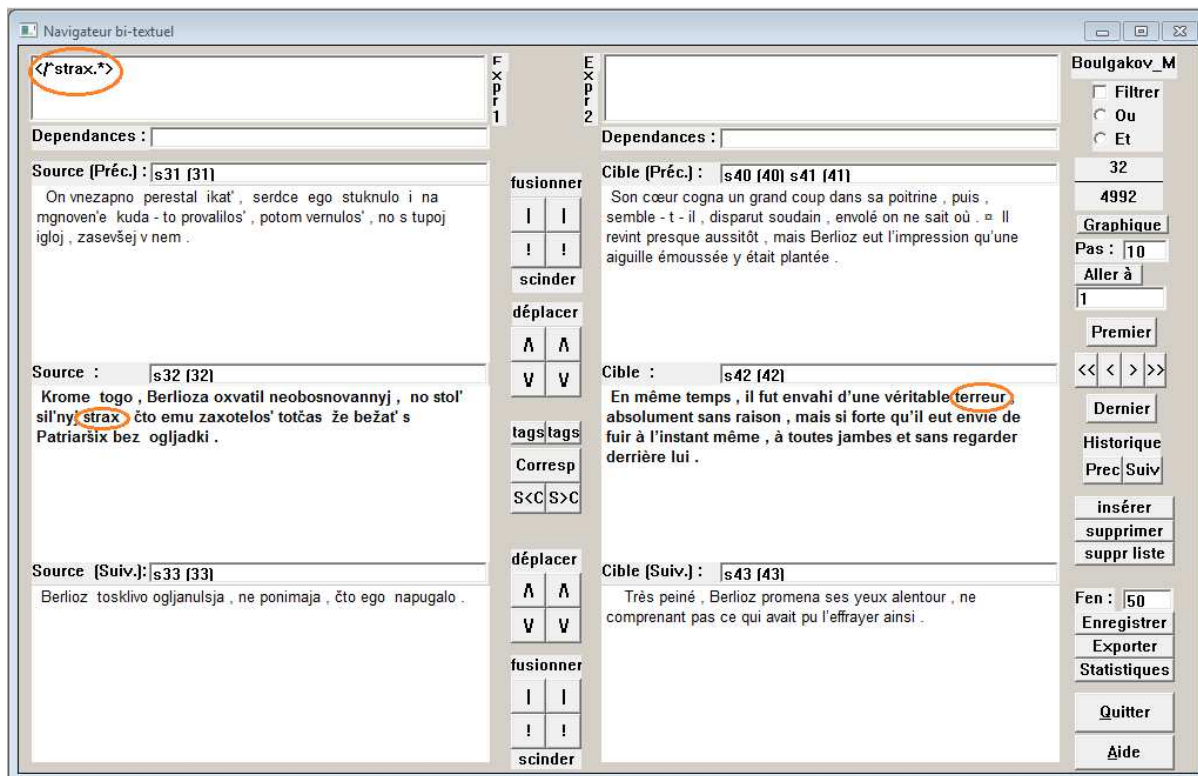 Navigateur bi-textuel
</^strax.*>
Expr1
Expr2
Dependances :
Dependances :
Source (Préc.) : s31 (31)
On vnezapno perestal ikat' , serdce ego stuknulo i na
mgnoven'e kuda - to provalilos' , potom vernulos' , no s tupoj
igloj , zasevšej v nem .
fusionner
| |
! !
scinder
déplacer
Λ Λ
V V
Cible (Préc.) : s40 (40) s41 (41)
Son cœur cogna un grand coup dans sa poitrine , puis ,
semble - t - il , disparut soudain , envolé on ne sait où . ¤ Il
revint presque aussitôt , mais Berlioz eut l'impression qu'une
aiguille émoussée y était plantée .
Source : s32 (32)
Krome togo , Berlioza oxvatil neobosnovannyj , no stol'
sil'nyj strax , čto emu zaxotelos' totčas že bežat' s
Patriaršix bez ogljadki .
tags tags
Corresp
S<C S>C
Cible : s42 (42)
En même temps , il fut envahi d'une véritable terreur ,
absolument sans raison , mais si forte qu'il eut envie de
fuir à l'instant même , à toutes jambes et sans regarder
derrière lui .
Source (Suiv.): s33 (33)
Berlioz tosklivo ogljanulsja , ne ponimaja , čto ego napugalo .
déplacer
Λ Λ
V V
fusionner
| |
! !
scinder
Cible (Suiv.) : s43 (43)
Très peiné , Berlioz promena ses yeux alentour , ne
comprenant pas ce qui avait pu l'effrayer ainsi .
Boulgakov_M
Filtrer
Ou
Et
32
4992
Graphique
Pas : 10
Aller à
1
Premier
<< < > >>
Dernier
Historique
Prec Suiv
insérer
supprimer
suppr liste
Fen : 50
Enregistrer
Exporter
Statistiques
Quitter
Aide